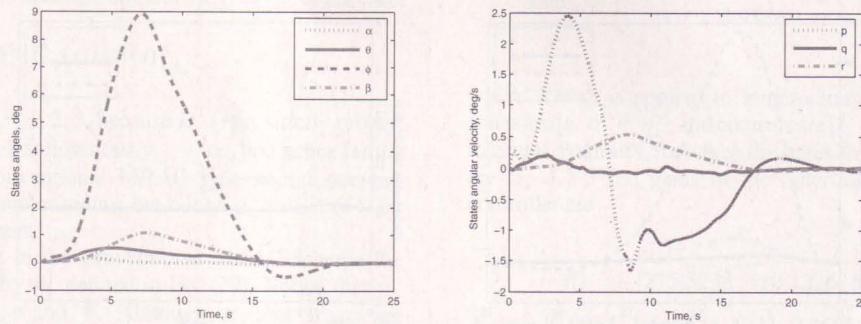 9
8
7
6
5
4
3
2
1
0
−1
0 5 10 15 20 25
Time, s
States angels, deg
α
θ
ϕ
β
2.5
2
1.5
1
0.5
0
−0.5
−1
−1.5
−2
0 5 10 15 20 25
Time, s
States angular velocity, deg/s
p
q
r